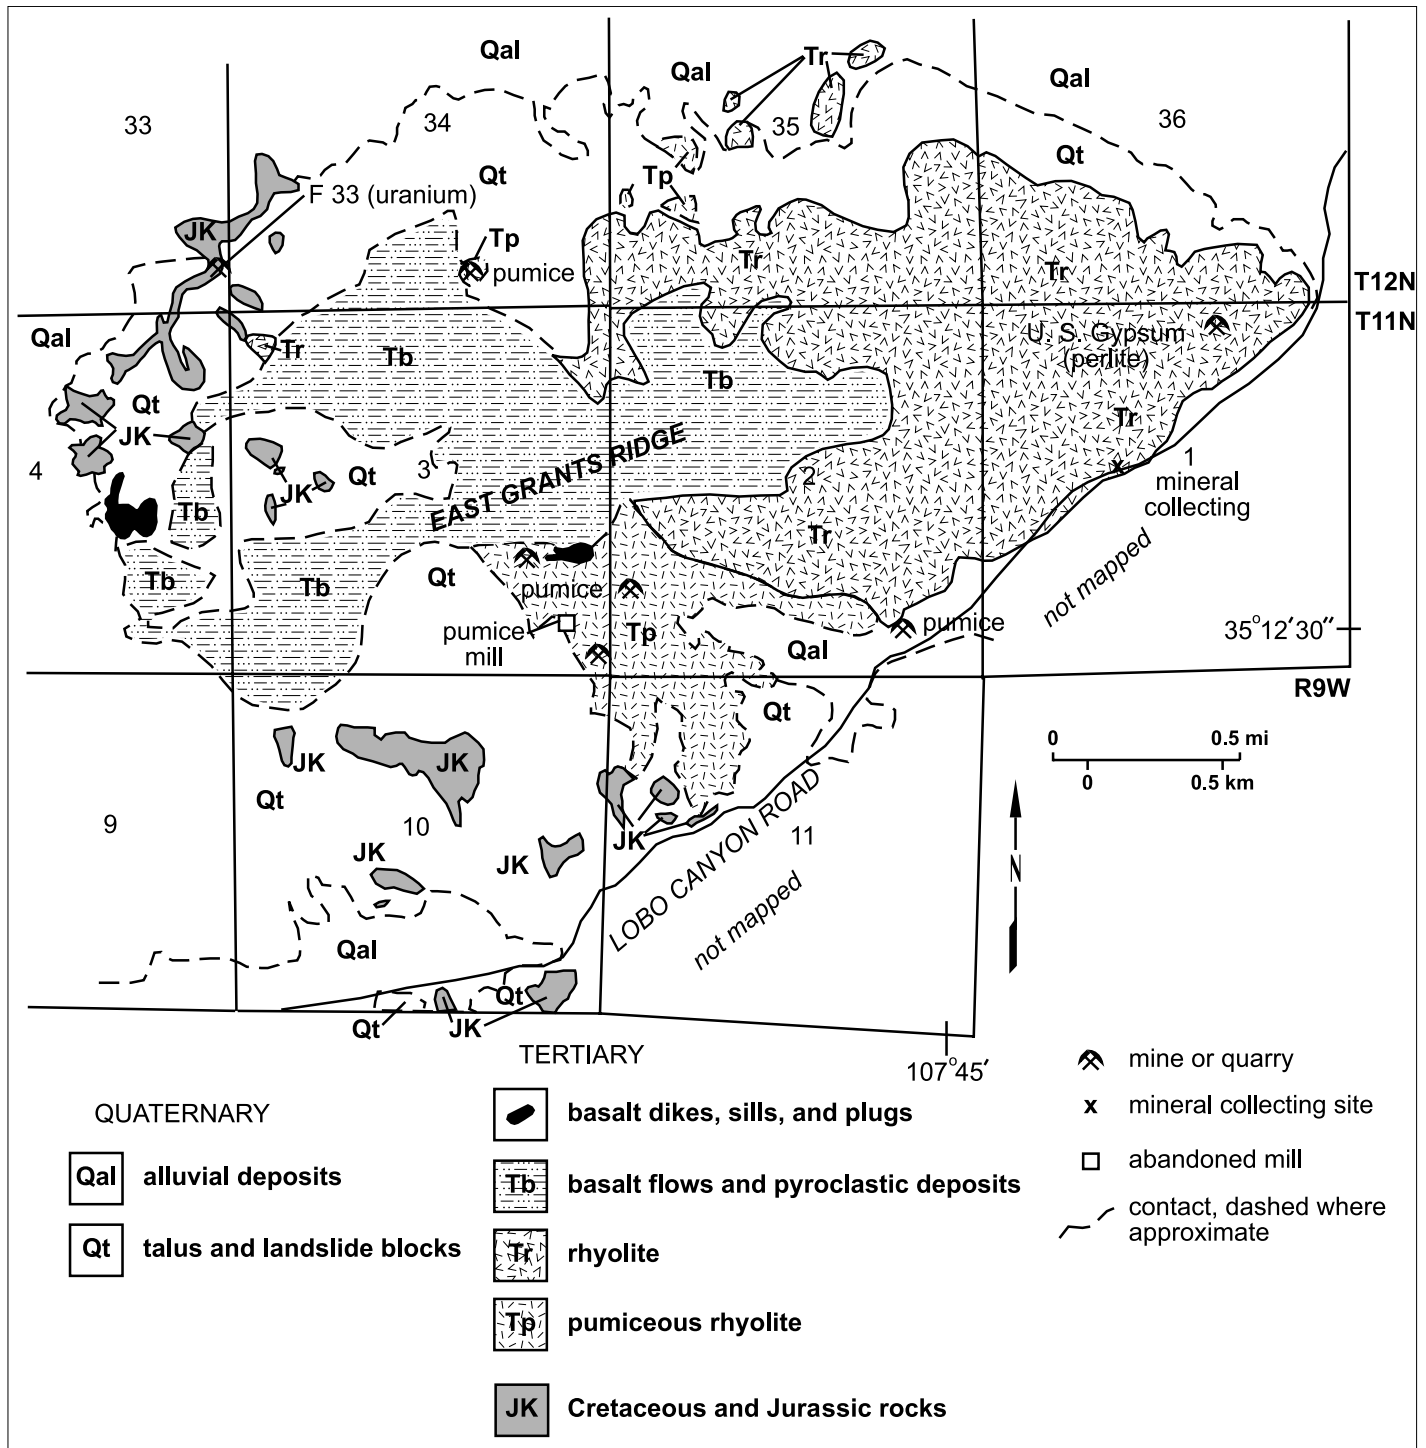 Qal
Tr
Qal
Qal
33
34
35
36
Qt
Qt
Tp
F 33 (uranium)
JK
Tp
pumice
Tr
Tr
T12N
T11N
Qal
U. S. Gypsum
(perlite)
Tr
Tb
Tb
Qt
Tr
JK
4
3
Qt
EAST GRANTS RIDGE
2
1
mineral
collecting
JK
Tb
Tr
Tb
Tb
Qt
pumice
not mapped
pumice
mill
Tp
pumice
35°12′30″
Qal
R9W
Qt
JK
JK
0
0.5 mi
0
0.5 km
Qt
9
10
JK
11
LOBO CANYON ROAD
JK
JK
N
not mapped
Qal
Qt
Qt
JK
107°45′
TERTIARY
QUATERNARY
basalt dikes, sills, and plugs
Qal alluvial deposits
Tb basalt flows and pyroclastic deposits
Qt talus and landslide blocks
Tr rhyolite
Tp pumiceous rhyolite
JK Cretaceous and Jurassic rocks
mine or quarry
x mineral collecting site
abandoned mill
contact, dashed where
approximate